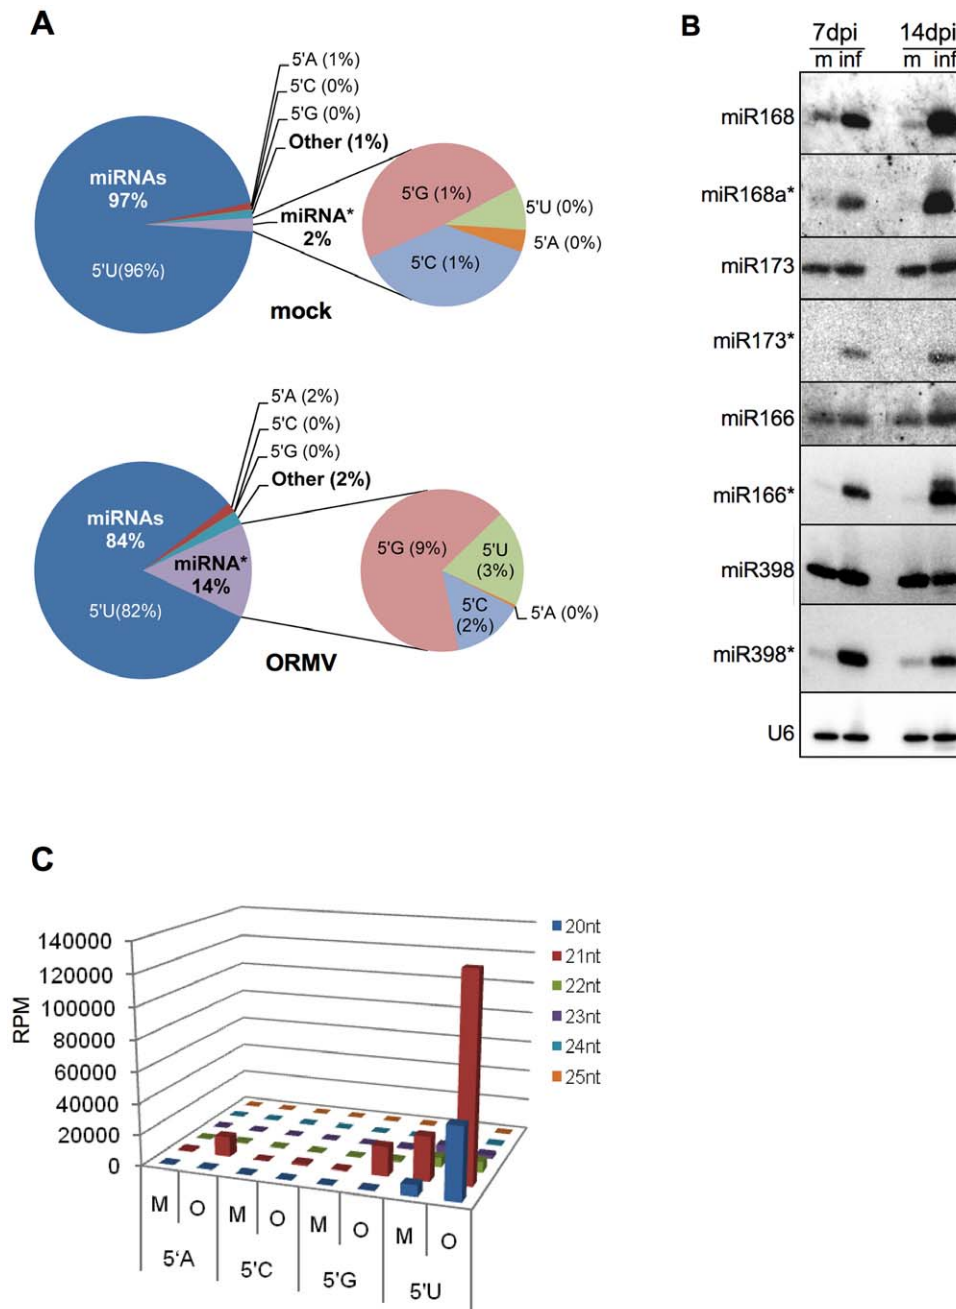 A
5'A (1%)
5'C (0%)
5'G (0%)
Other (1%)
miRNAs
97%
miRNA*
2%
5'U(96%)
mock
5'G (1%)
5'U (0%)
5'A (0%)
5'C (1%)
5'A (2%)
5'C (0%)
5'G (0%)
Other (2%)
miRNAs
84%
miRNA*
14%
5'U(82%)
ORMV
5'G (9%)
5'U
(3%)
5'C
(2%)
5'A (0%)
B
7dpi 14dpi
m inf m inf
miR168
miR168a*
miR173
miR173*
miR166
miR166*
miR398
miR398*
U6
C
RPM
140000
120000
100000
80000
60000
40000
20000
0
M O M O M O M O
5'A 5'C 5'G 5'U
20nt
21nt
22nt
23nt
24nt
25nt